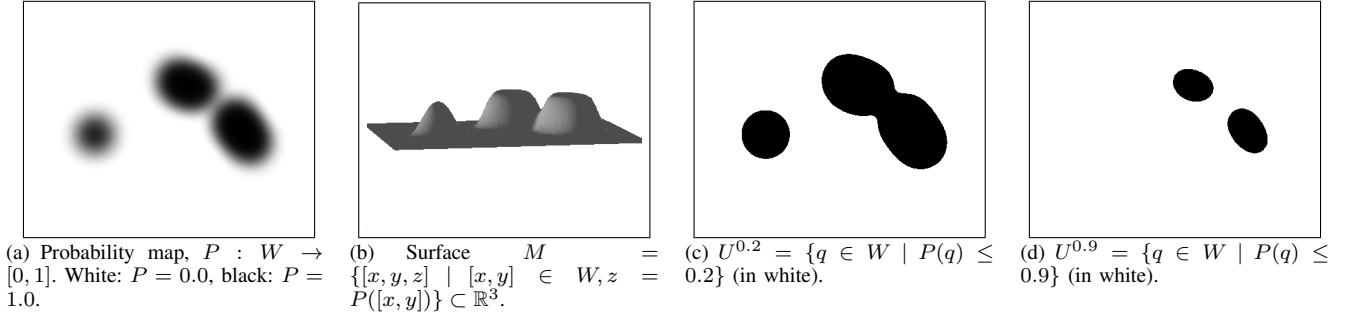 (a) Probability map, P : W →
[0, 1]. White: P = 0.0, black: P =
1.0.
(b) Surface M =
{[x, y, z] | [x, y] ∈ W, z =
P([x, y])} ⊂ ℝ³.
(c) U^0.2 = {q ∈ W | P(q) ≤
0.2} (in white).
(d) U^0.9 = {q ∈ W | P(q) ≤
0.9} (in white).